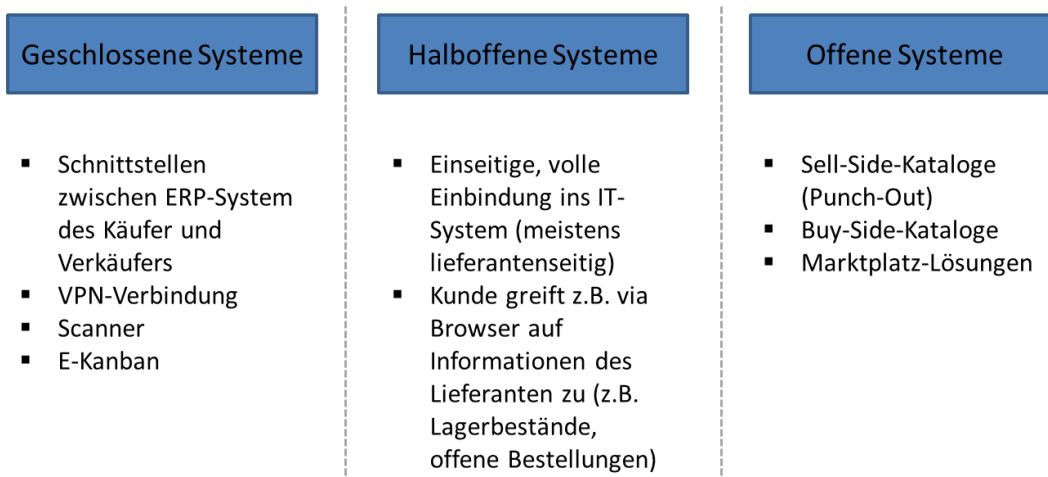 Geschlossene Systeme
▪ Schnittstellen
zwischen ERP-System
des Käufer und
Verkäufers
▪ VPN-Verbindung
▪ Scanner
▪ E-Kanban
Halboffene Systeme
▪ Einseitige, volle
Einbindung ins IT-
System (meistens
lieferantenseitig)
▪ Kunde greift z.B. via
Browser auf
Informationen des
Lieferanten zu (z.B.
Lagerbestände,
offene Bestellungen)
Offene Systeme
▪ Sell-Side-Kataloge
(Punch-Out)
▪ Buy-Side-Kataloge
▪ Marktplatz-Lösungen